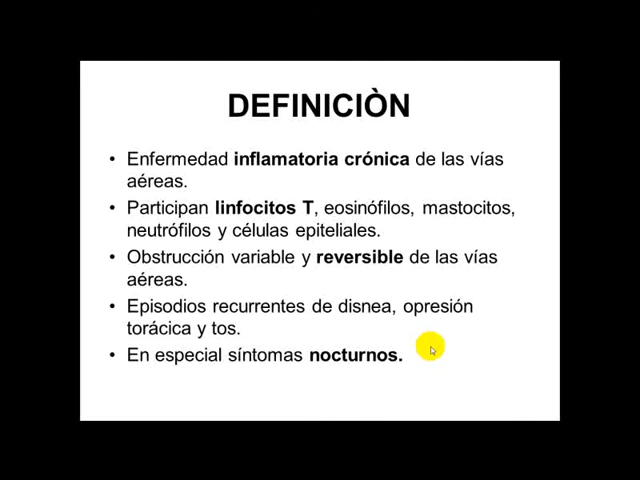 DEFINICIÒN
• Enfermedad inflamatoria crónica de las vías
aéreas.
• Participan linfocitos T, eosinófilos, mastocitos,
neutrófilos y células epiteliales.
• Obstrucción variable y reversible de las vías
aéreas.
• Episodios recurrentes de disnea, opresión
torácica y tos.
• En especial síntomas nocturnos.